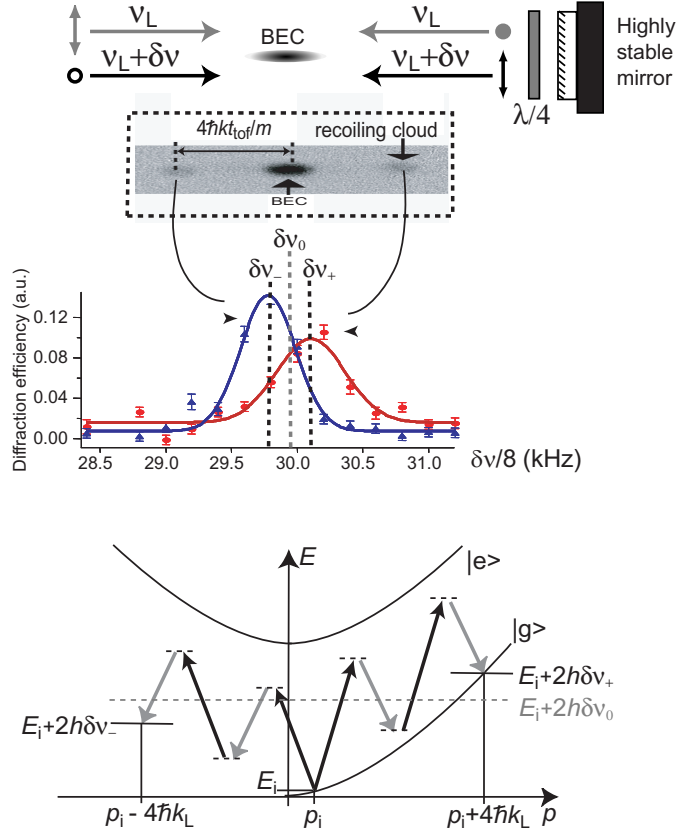 ν_L ν_L
BEC
ν_L+δν ν_L+δν
Highly
stable
mirror
λ/4
4ℏkt_tof/m recoiling cloud
BEC
δν_0
δν_− δν_+
Diffraction efficiency (a.u.)
0.12
0.08
0.04
0.00
28.5 29.0 29.5 30.0 30.5 31.0 δν/8 (kHz)
E
|e>
|g>
E_i+2hδν_+
E_i+2hδν_0
E_i+2hδν_−
E_i
p_i - 4ℏk_L p_i p_i+4ℏk_L p